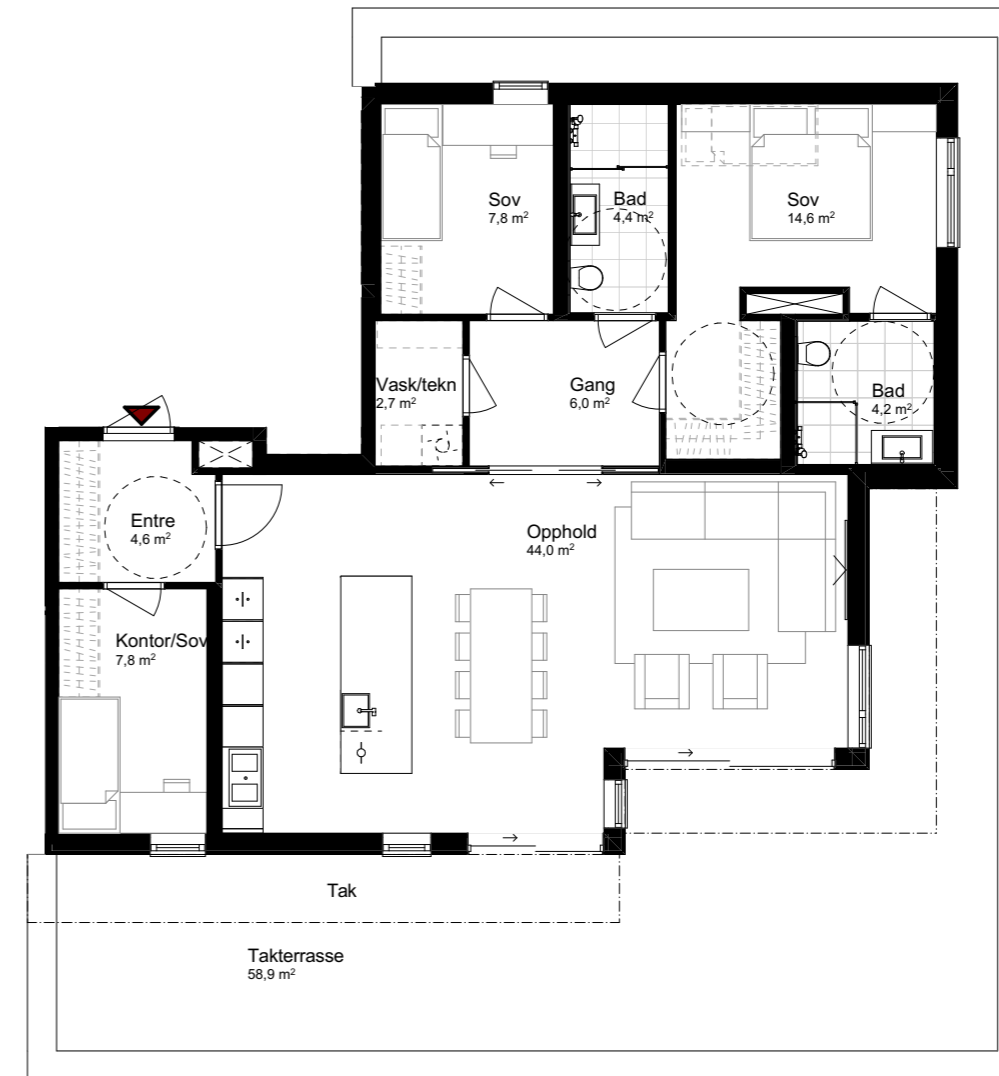 Sov
7,8 m²
Bad
4,4 m²
Sov
14,6 m²
Vask/tekn
2,7 m²
Gang
6,0 m²
Bad
4,2 m²
Entre
4,6 m²
Opphold
44,0 m²
Kontor/Sov
7,8 m²
Tak
Takterrasse
58,9 m²